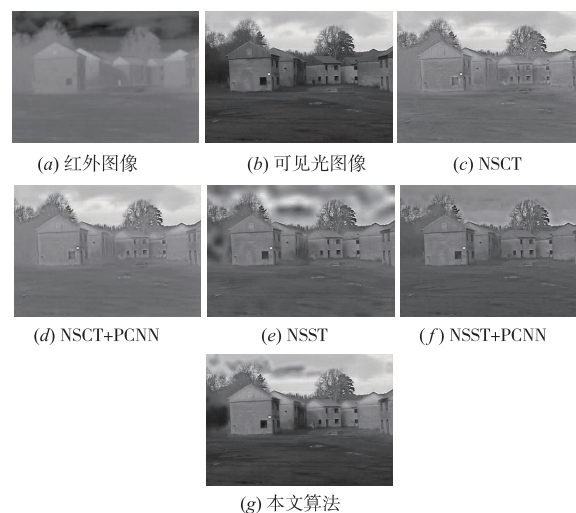 (a) 红外图像
(b) 可见光图像
(c) NSCT
(d) NSCT+PCNN
(e) NSST
(f) NSST+PCNN
(g) 本文算法